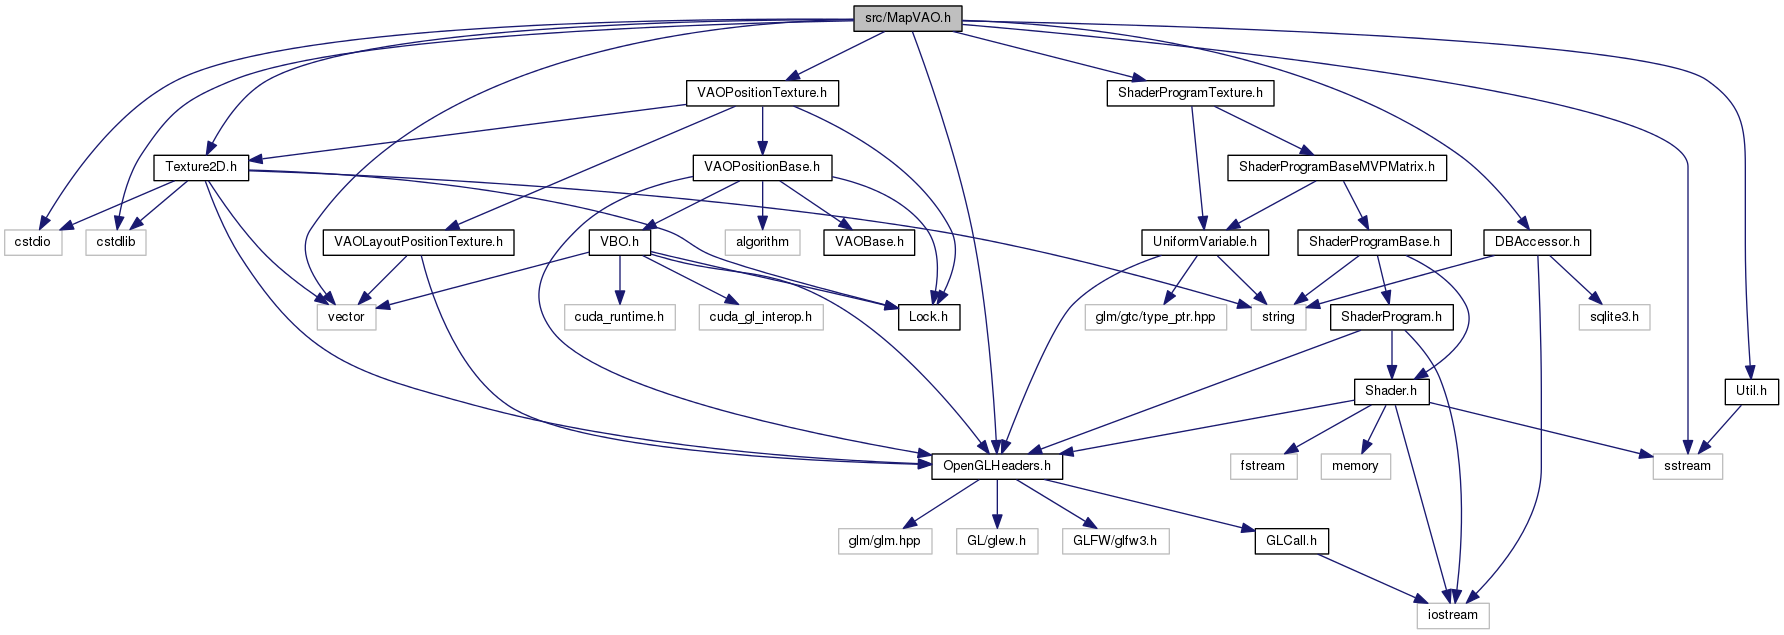 src/MapVAO.h
VAOPositionTexture.h
ShaderProgramTexture.h
Texture2D.h
VAOPositionBase.h
ShaderProgramBaseMVPMatrix.h
cstdio
cstdlib
VAOLayoutPositionTexture.h
VBO.h
algorithm
VAOBase.h
UniformVariable.h
ShaderProgramBase.h
DBAccessor.h
vector
cuda_runtime.h
cuda_gl_interop.h
Lock.h
glm/gtc/type_ptr.hpp
string
ShaderProgram.h
sqlite3.h
Shader.h
Util.h
OpenGLHeaders.h
fstream
memory
sstream
glm/glm.hpp
GL/glew.h
GLFW/glfw3.h
GLCall.h
iostream